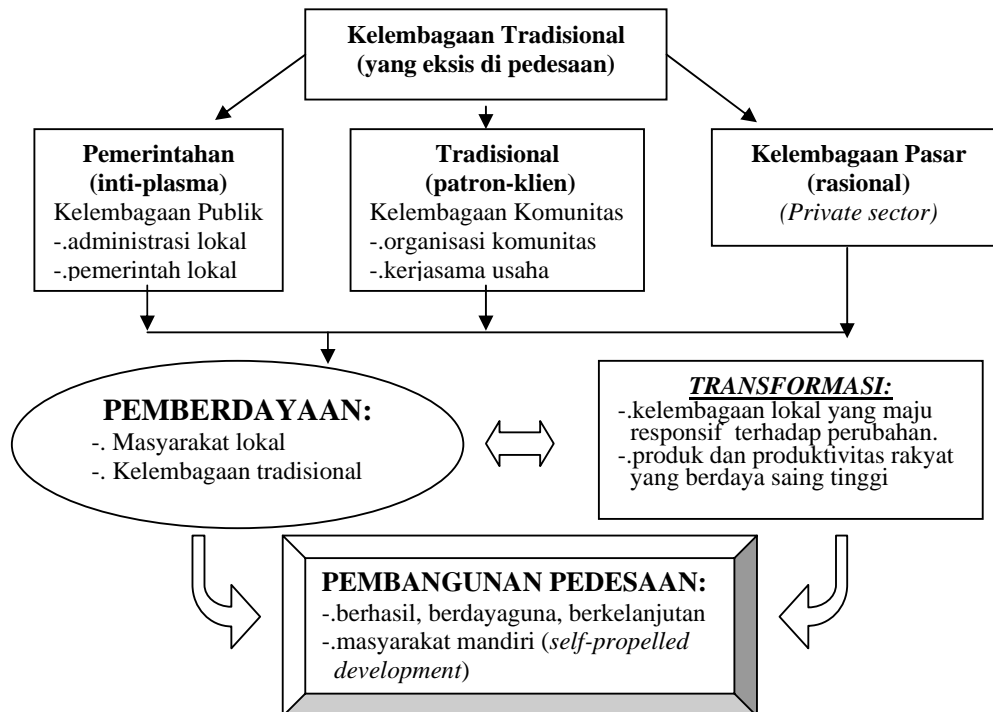 Kelembagaan Tradisional
(yang eksis di pedesaan)
Pemerintahan
(inti-plasma)
Kelembagaan Publik
-.administrasi lokal
-.pemerintah lokal
Tradisional
(patron-klien)
Kelembagaan Komunitas
-.organisasi komunitas
-.kerjasama usaha
Kelembagaan Pasar
(rasional)
(Private sector)
PEMBERDAYAAN:
-. Masyarakat lokal
-. Kelembagaan tradisional
TRANSFORMASI:
-.kelembagaan lokal yang maju
responsif terhadap perubahan.
-.produk dan produktivitas rakyat
yang berdaya saing tinggi
PEMBANGUNAN PEDESAAN:
-.berhasil, berdayaguna, berkelanjutan
-.masyarakat mandiri (self-propelled
development)